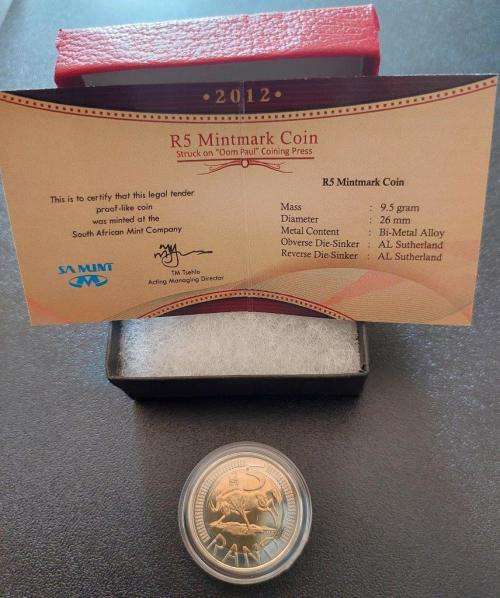 • 2012 •
R5 Mintmark Coin
Struck on "Oom Paul" Coining Press
This is to certify that this legal tender
proof-like coin
was minted at the
South African Mint Company
SA MINT
TM Tsehlo
Acting Managing Director
R5 Mintmark Coin
Mass : 9.5 gram
Diameter : 26 mm
Metal Content : Bi-Metal Alloy
Obverse Die-Sinker : AL Sutherland
Reverse Die-Sinker : AL Sutherland
5
RAND